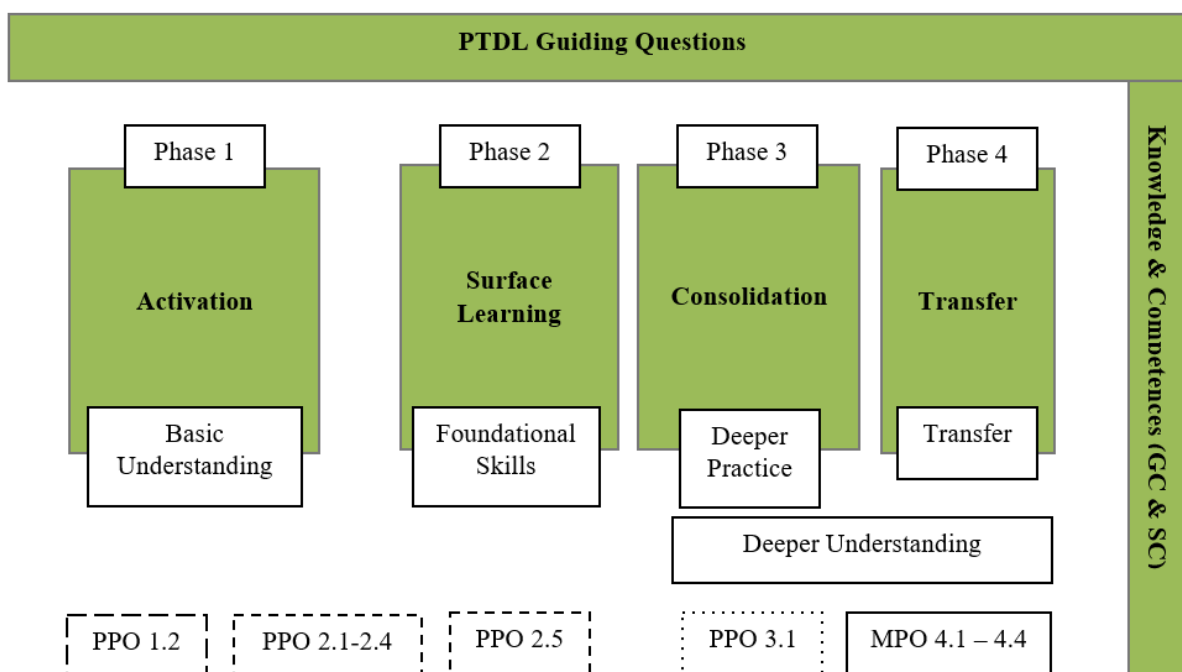 PTDL Guiding Questions
Phase 1
Phase 2
Phase 3
Phase 4
Activation
Surface
Learning
Consolidation
Transfer
Basic
Understanding
Foundational
Skills
Deeper
Practice
Transfer
Deeper Understanding
PPO 1.2
PPO 2.1-2.4
PPO 2.5
PPO 3.1
MPO 4.1 – 4.4
Knowledge & Competences (GC & SC)